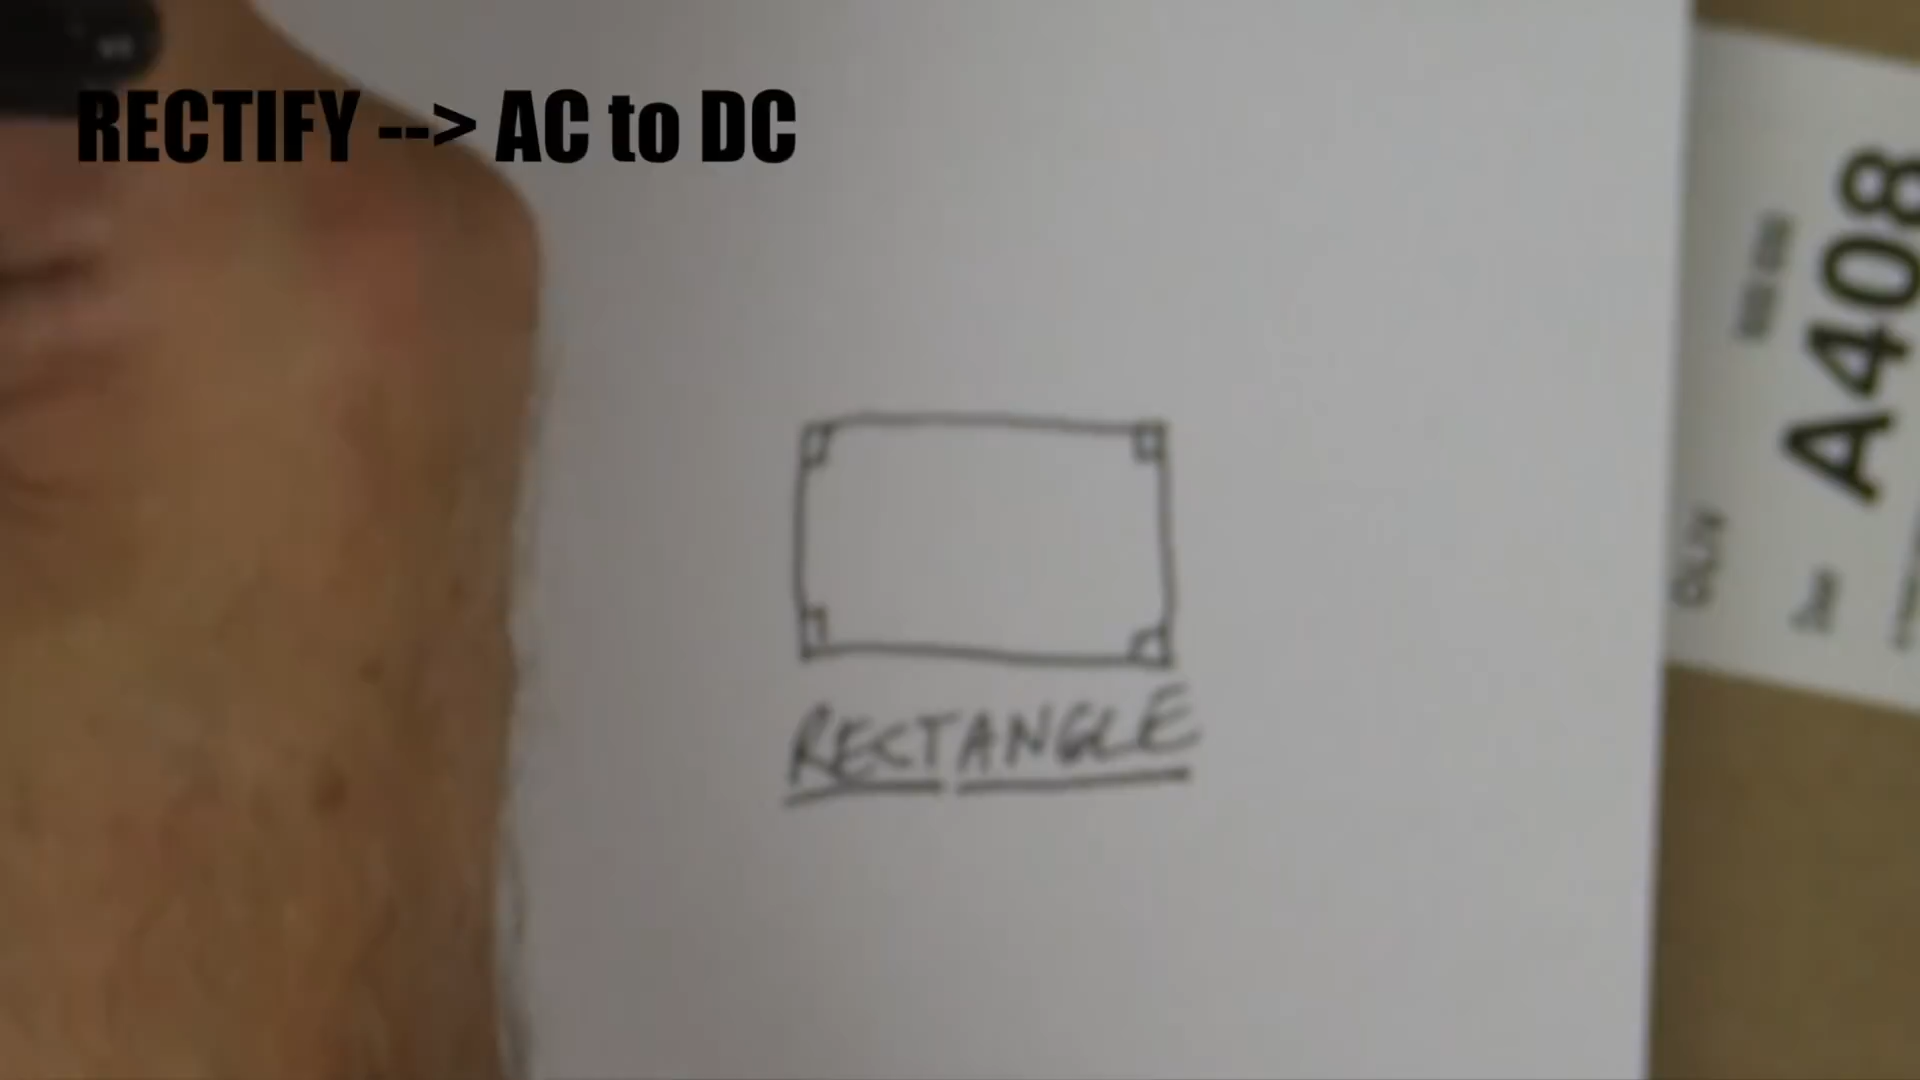 RECTIFY --> AC to DC
RECTANGLE
A408